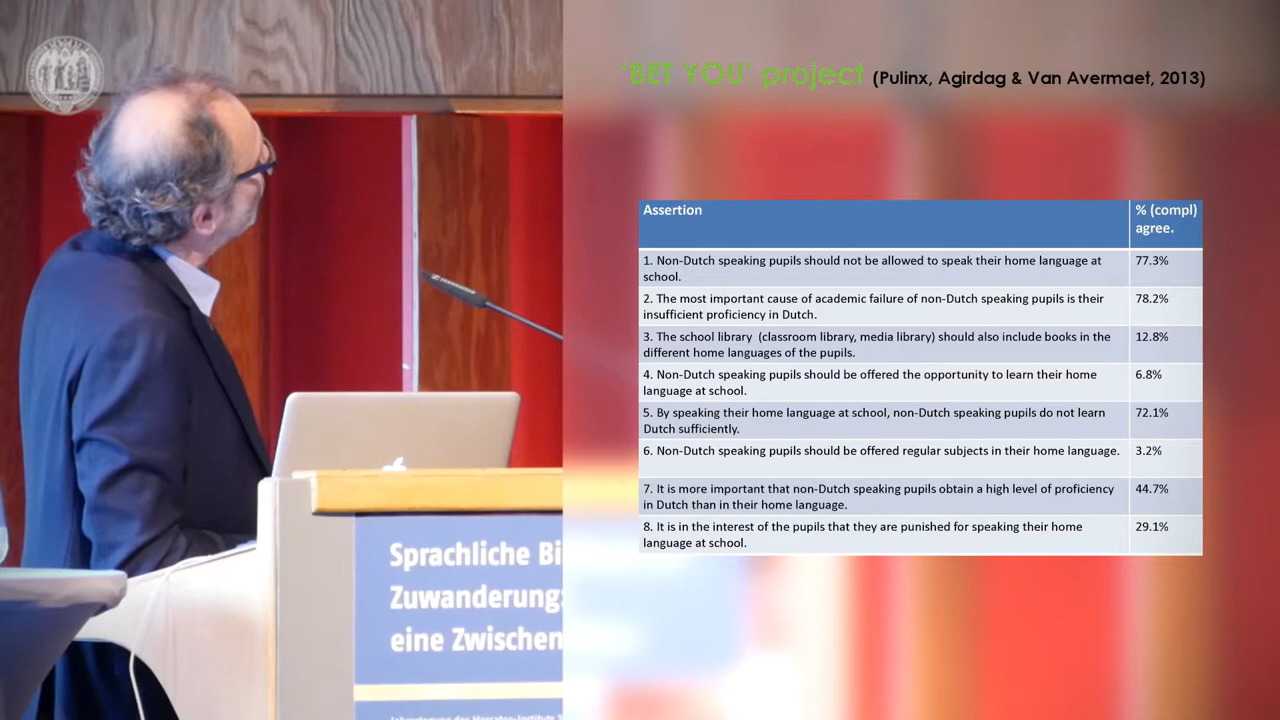 'BET YOU' project (Pulinx, Agirdag & Van Avermaet, 2013)
Assertion
% (compl)
agree.
1. Non-Dutch speaking pupils should not be allowed to speak their home language at
school.
77.3%
2. The most important cause of academic failure of non-Dutch speaking pupils is their
insufficient proficiency in Dutch.
78.2%
3. The school library (classroom library, media library) should also include books in the
different home languages of the pupils.
12.8%
4. Non-Dutch speaking pupils should be offered the opportunity to learn their home
language at school.
6.8%
5. By speaking their home language at school, non-Dutch speaking pupils do not learn
Dutch sufficiently.
72.1%
6. Non-Dutch speaking pupils should be offered regular subjects in their home language.
3.2%
7. It is more important that non-Dutch speaking pupils obtain a high level of proficiency
in Dutch than in their home language.
44.7%
8. It is in the interest of the pupils that they are punished for speaking their home
language at school.
29.1%
Sprachliche Bi
Zuwanderung:
eine Zwischen